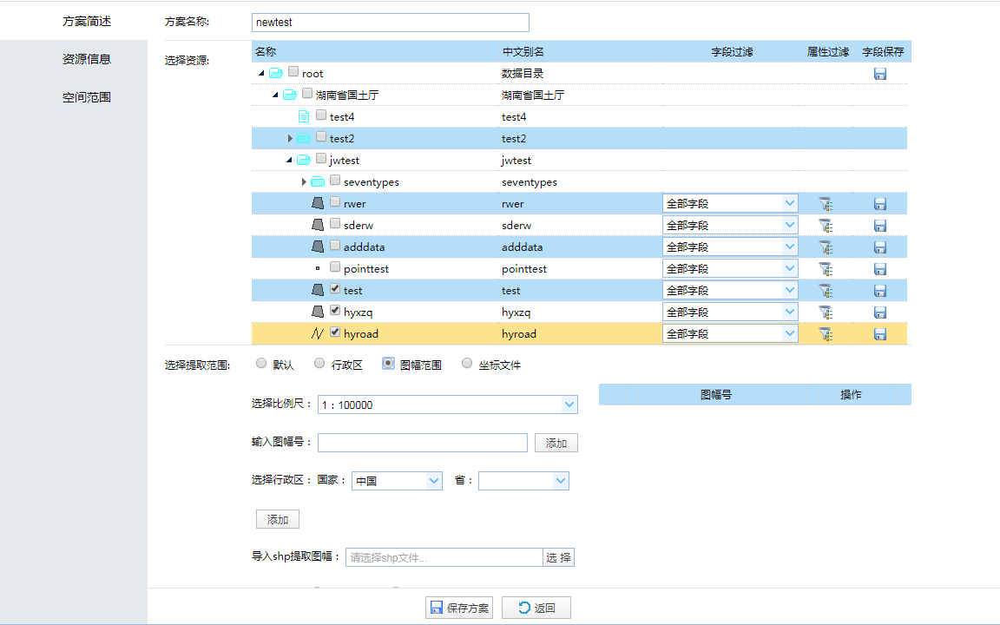 方案简述
资源信息
空间范围
方案名称: newtest
选择资源:
名称 中文别名 字段过滤 属性过滤 字段保存
root 数据目录
湖南省国土厅 湖南省国土厅
test4 test4
test2 test2
jwtest jwtest
seventypes seventypes
rwer rwer 全部字段
sderw sderw 全部字段
adddata adddata 全部字段
pointtest pointtest 全部字段
test test 全部字段
hyxzq hyxzq 全部字段
hyroad hyroad 全部字段
选择提取范围: 默认 行政区 图幅范围 坐标文件
选择比例尺： 1：100000
输入图幅号： 添加
选择行政区：国家： 中国 省：
添加
导入shp提取图幅： 请选择shp文件... 选 择
图幅号 操作
保存方案 返回